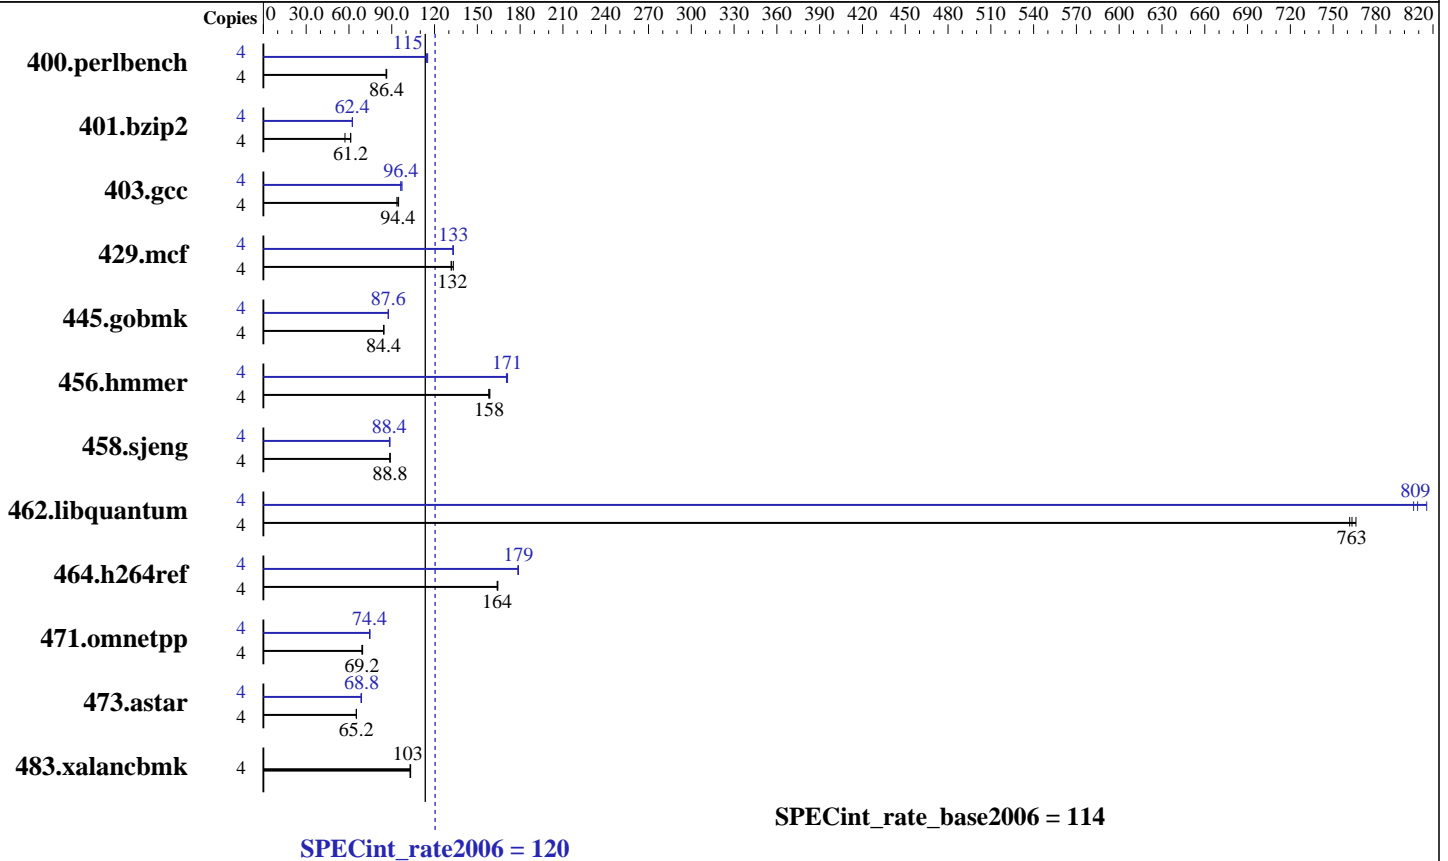 Copies 0 30.0 60.0 90.0 120 150 180 210 240 270 300 330 360 390 420 450 480 510 540 570 600 630 660 690 720 750 780 820
400.perlbench 4 115
4 86.4
401.bzip2 4 62.4
4 61.2
403.gcc 4 96.4
4 94.4
429.mcf 4 133
4 132
445.gobmk 4 87.6
4 84.4
456.hmmer 4 171
4 158
458.sjeng 4 88.4
4 88.8
462.libquantum 4 809
4 763
464.h264ref 4 179
4 164
471.omnetpp 4 74.4
4 69.2
473.astar 4 68.8
4 65.2
483.xalancbmk 4 103
SPECint_rate_base2006 = 114
SPECint_rate2006 = 120